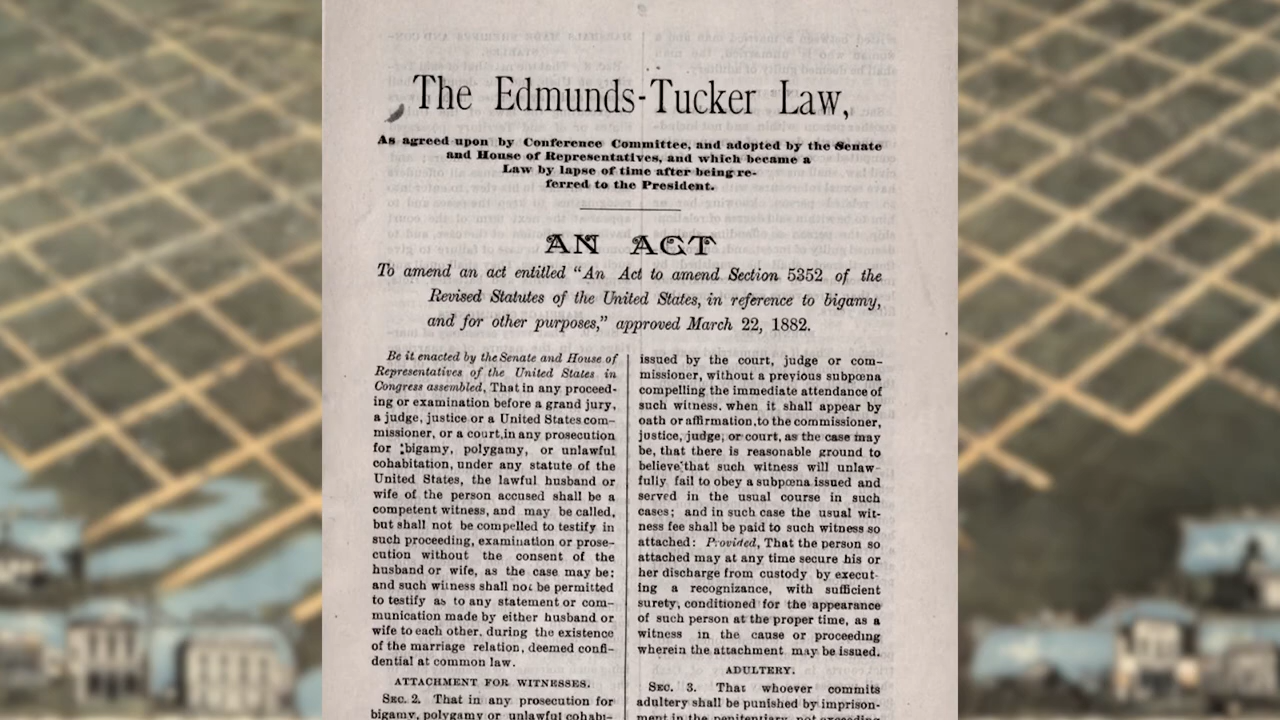 The Edmunds-Tucker Law,
As agreed upon by Conference Committee, and adopted by the Senate
and House of Representatives, and which became a
Law by lapse of time after being re-
ferred to the President.
AN ACT
To amend an act entitled "An Act to amend Section 5352 of the
Revised Statutes of the United States, in reference to bigamy,
and for other purposes," approved March 22, 1882.
Be it enacted by the Senate and House of
Representatives of the United States in
Congress assembled, That in any proceed-
ing or examination before a grand jury,
a judge, justice or a United States com-
missioner, or a court, in any prosecution
for bigamy, polygamy, or unlawful
cohabitation, under any statute of the
United States, the lawful husband or
wife of the person accused shall be a
competent witness, and may be called,
but shall not be compelled to testify in
such proceeding, examination or prose-
cution without the consent of the
husband or wife, as the case may be;
and such witness shall not be permitted
to testify as to any statement or com-
munication made by either husband or
wife to each other, during the existence
of the marriage relation, deemed confi-
dential at common law.
ATTACHMENT FOR WITNESSES.
SEC. 2. That in any prosecution for
bigamy, polygamy or unlawful cohabi-
issued by the court, judge or com-
missioner, without a previous subpœna
compelling the immediate attendance of
such witness. when it shall appear by
oath or affirmation, to the commissioner,
justice, judge, or court, as the case may
be, that there is reasonable ground to
believe that such witness will unlaw-
fully fail to obey a subpœna issued and
served in the usual course in such
cases; and in such case the usual wit-
ness fee shall be paid to such witness so
attached: Provided, That the person so
attached may at any time secure his or
her discharge from custody by execut-
ing a recognizance, with sufficient
surety, conditioned for the appearance
of such person at the proper time, as a
witness in the cause or proceeding
wherein the attachment may be issued.
ADULTERY.
SEC. 3. That whoever commits
adultery shall be punished by imprison-
ment in the penitentiary not exceeding